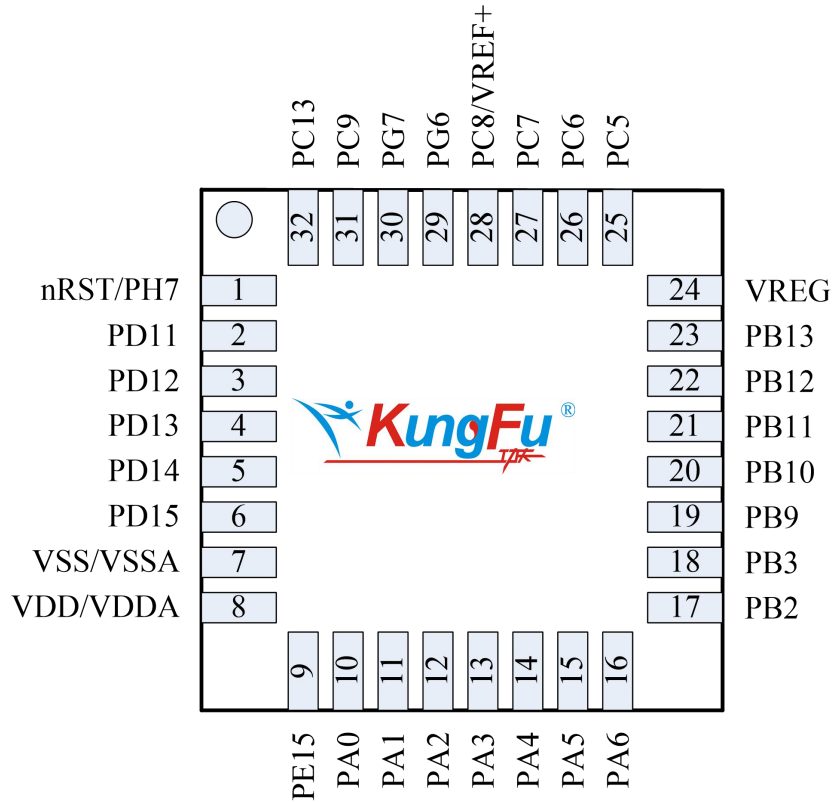 PC13 PC9 PG7 PG6 PC8/VREF+ PC7 PC6 PC5
32 31 30 29 28 27 26 25
nRST/PH7 1 24 VREG
PD11 2 23 PB13
PD12 3 22 PB12
PD13 4 21 PB11
PD14 5 20 PB10
PD15 6 19 PB9
VSS/VSSA 7 18 PB3
VDD/VDDA 8 17 PB2
KungFu ®
9 10 11 12 13 14 15 16
PE15 PA0 PA1 PA2 PA3 PA4 PA5 PA6